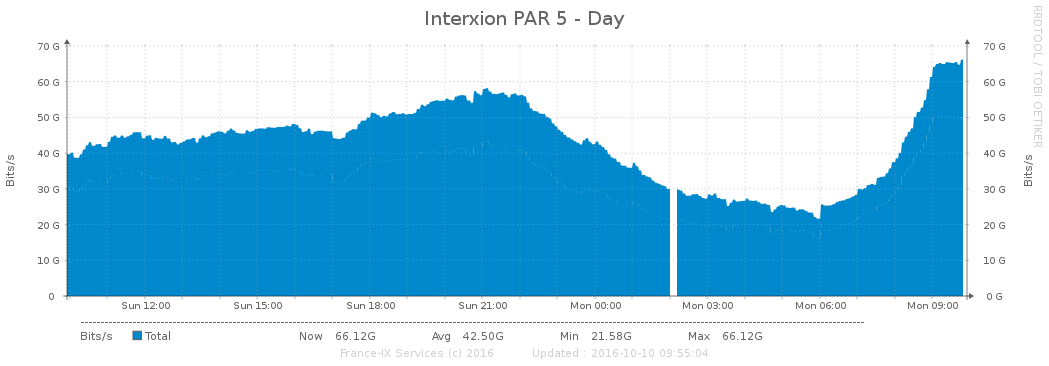 Interxion PAR 5 - Day
RRDTOOL / TOBI OETIKER
Bits/s
70 G
60 G
50 G
40 G
30 G
20 G
10 G
0
70 G
60 G
50 G
40 G
30 G
20 G
10 G
0 G
Bits/s
Sun 12:00 Sun 15:00 Sun 18:00 Sun 21:00 Mon 00:00 Mon 03:00 Mon 06:00 Mon 09:00
Bits/s Total Now 66.12G Avg 42.50G Min 21.58G Max 66.12G
France-IX Services (c) 2016 Updated : 2016-10-10 09:55:04